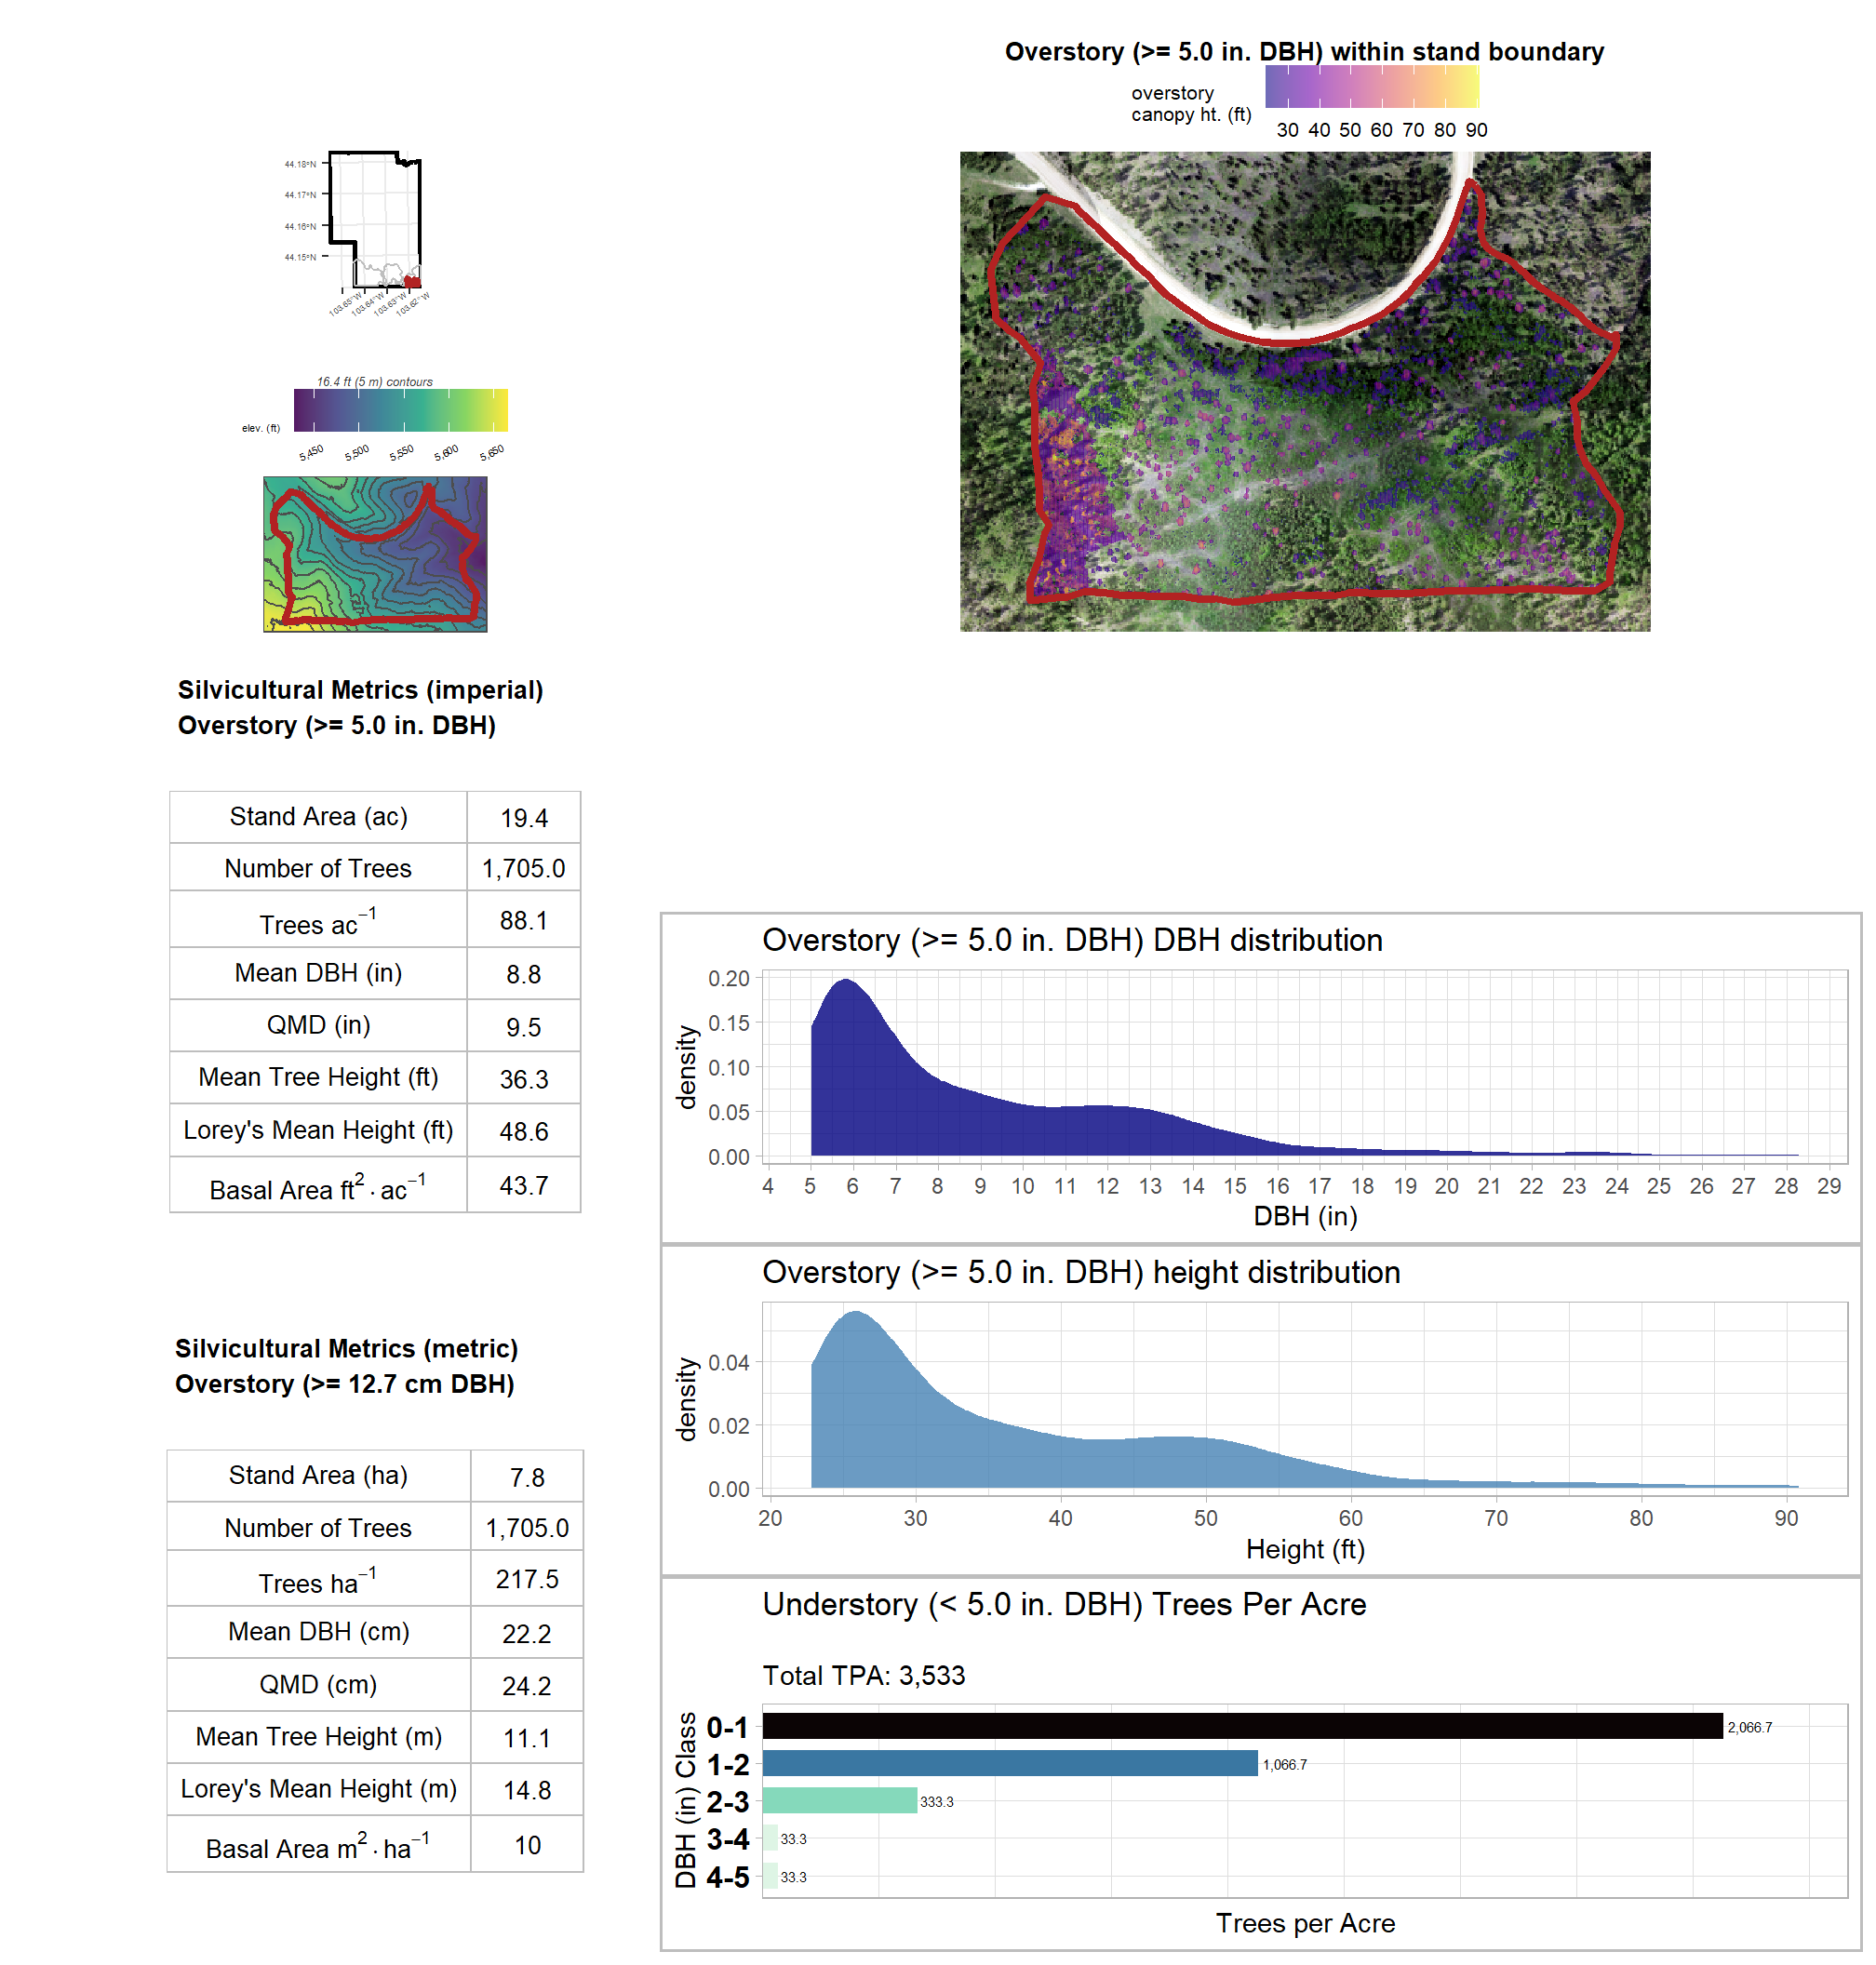 Overstory (>= 5.0 in. DBH) within stand boundary
overstory
canopy ht. (ft)
30 40 50 60 70 80 90
44.18°N
44.17°N
44.16°N
44.15°N
103.65°W 103.64°W 103.63°W 103.62°W
16.4 ft (5 m) contours
elev. (ft)
5,450 5,500 5,550 5,600 5,650
Silvicultural Metrics (imperial)
Overstory (>= 5.0 in. DBH)
Stand Area (ac) 19.4
Number of Trees 1,705.0
Trees ac⁻¹ 88.1
Mean DBH (in) 8.8
QMD (in) 9.5
Mean Tree Height (ft) 36.3
Lorey's Mean Height (ft) 48.6
Basal Area ft² · ac⁻¹ 43.7
Silvicultural Metrics (metric)
Overstory (>= 12.7 cm DBH)
Stand Area (ha) 7.8
Number of Trees 1,705.0
Trees ha⁻¹ 217.5
Mean DBH (cm) 22.2
QMD (cm) 24.2
Mean Tree Height (m) 11.1
Lorey's Mean Height (m) 14.8
Basal Area m² · ha⁻¹ 10
Overstory (>= 5.0 in. DBH) DBH distribution
density
0.20
0.15
0.10
0.05
0.00
4 5 6 7 8 9 10 11 12 13 14 15 16 17 18 19 20 21 22 23 24 25 26 27 28 29
DBH (in)
Overstory (>= 5.0 in. DBH) height distribution
density
0.04
0.02
0.00
20 30 40 50 60 70 80 90
Height (ft)
Understory (< 5.0 in. DBH) Trees Per Acre
Total TPA: 3,533
DBH (in) Class
0-1 2,066.7
1-2 1,066.7
2-3 333.3
3-4 33.3
4-5 33.3
Trees per Acre